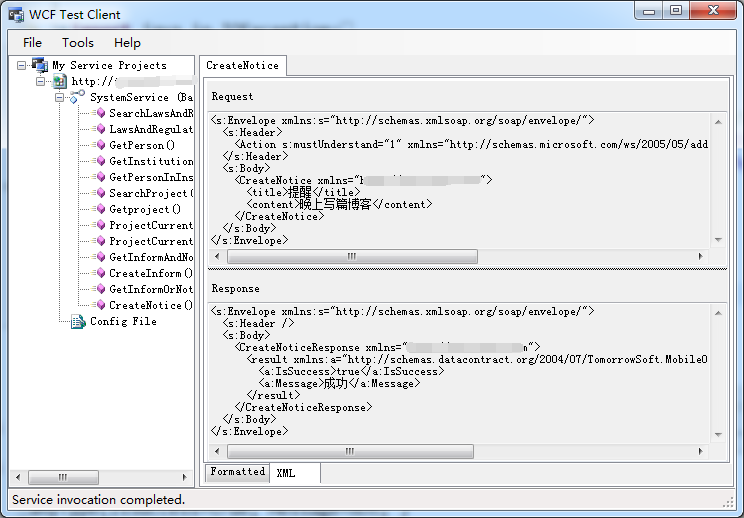 WCF Test Client
File Tools Help
My Service Projects
http://
SystemService (Ba
SearchLawsAndR
LawsAndRegulat
GetPerson()
GetInstitution
GetPersonInIns
SearchProject(
Getproject()
ProjectCurrent
ProjectCurrent
GetInformAndNo
CreateInform()
GetInformOrNot
CreateNotice()
Config File
CreateNotice
Request
<s:Envelope xmlns:s="http://schemas.xmlsoap.org/soap/envelope/">
<s:Header>
<Action s:mustUnderstand="1" xmlns="http://schemas.microsoft.com/ws/2005/05/add
</s:Header>
<s:Body>
<CreateNotice xmlns="">
<title>提醒</title>
<content>晚上写篇博客</content>
</CreateNotice>
</s:Body>
</s:Envelope>
Response
<s:Envelope xmlns:s="http://schemas.xmlsoap.org/soap/envelope/">
<s:Header />
<s:Body>
<CreateNoticeResponse xmlns="">
<result xmlns:a="http://schemas.datacontract.org/2004/07/TomorrowSoft.MobileO
<a:IsSuccess>true</a:IsSuccess>
<a:Message>成功</a:Message>
</result>
</CreateNoticeResponse>
</s:Body>
</s:Envelope>
Formatted XML
Service invocation completed.